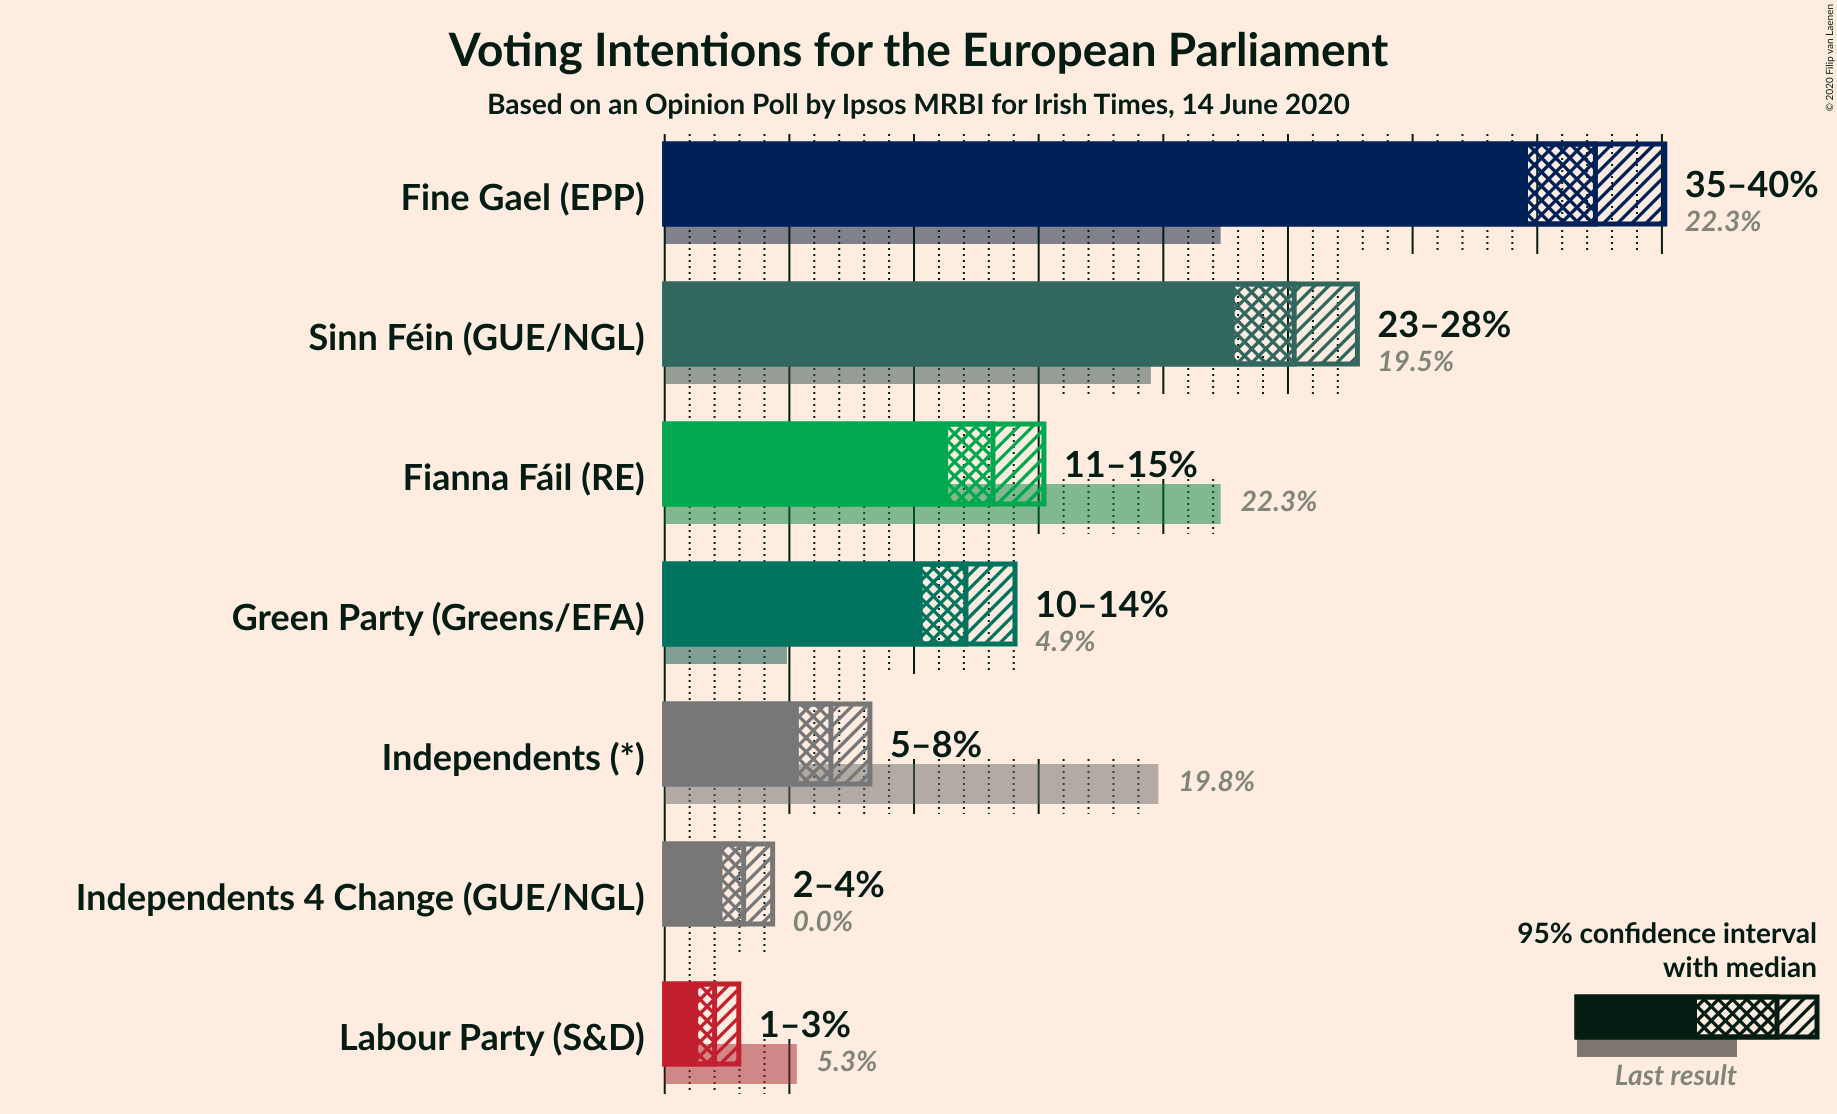 Voting Intentions for the European Parliament
Based on an Opinion Poll by Ipsos MRBI for Irish Times, 14 June 2020
© 2020 Filip van Laenen
Fine Gael (EPP)
35–40%
22.3%
Sinn Féin (GUE/NGL)
23–28%
19.5%
Fianna Fáil (RE)
11–15%
22.3%
Green Party (Greens/EFA)
10–14%
4.9%
Independents (*)
5–8%
19.8%
Independents 4 Change (GUE/NGL)
2–4%
0.0%
Labour Party (S&D)
1–3%
5.3%
95% confidence interval
with median
Last result